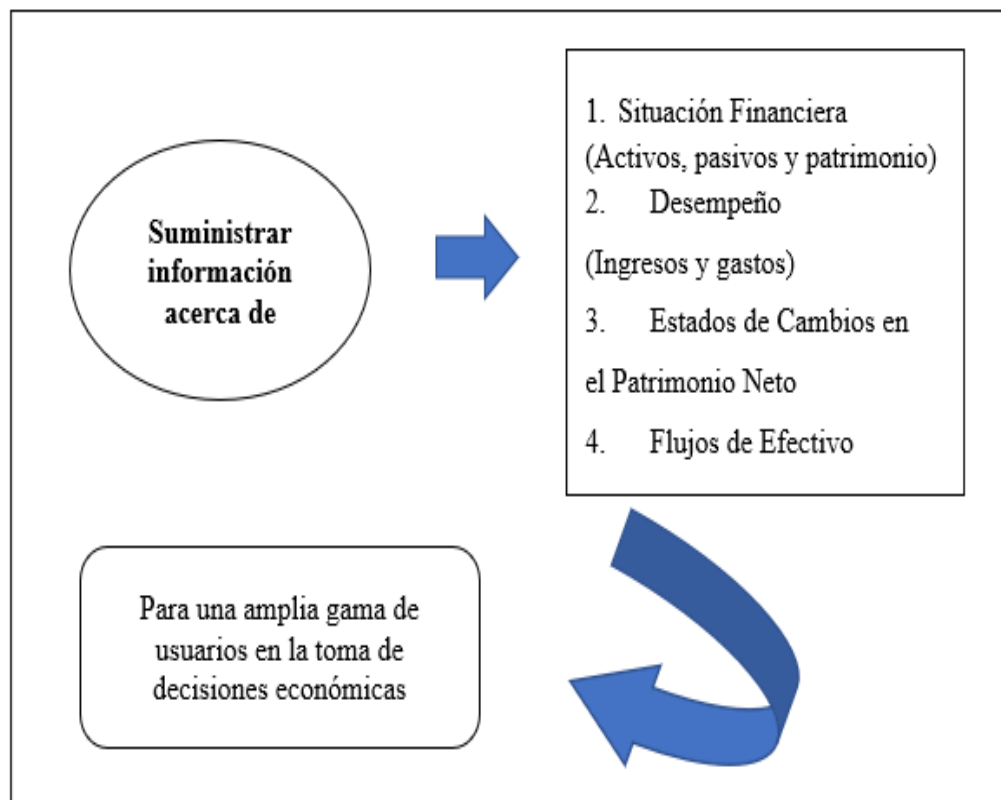 Suministrar
información
acerca de
1. Situación Financiera
(Activos, pasivos y patrimonio)
2. Desempeño
(Ingresos y gastos)
3. Estados de Cambios en
el Patrimonio Neto
4. Flujos de Efectivo
Para una amplia gama de
usuarios en la toma de
decisiones económicas